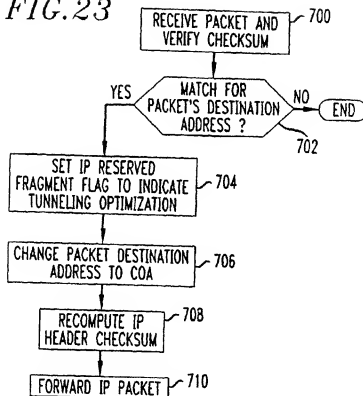 FIG.23
RECEIVE PACKET AND
VERIFY CHECKSUM
700
YES
MATCH FOR
PACKET'S DESTINATION
ADDRESS ?
NO
END
702
SET IP RESERVED
FRAGMENT FLAG TO INDICATE
TUNNELING OPTIMIZATION
704
CHANGE PACKET DESTINATION
ADDRESS TO COA
706
RECOMPUTE IP
HEADER CHECKSUM
708
FORWARD IP PACKET
710